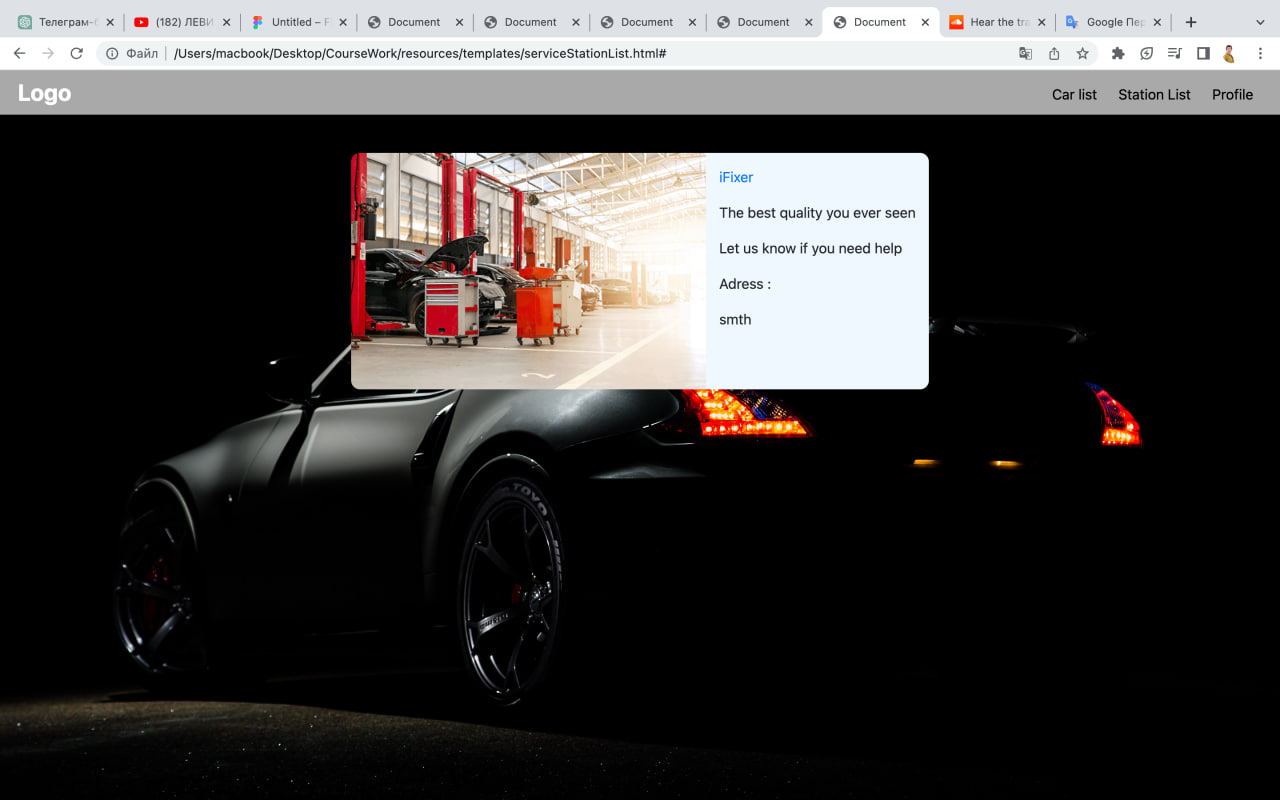 Телеграм-б
(182) ЛЕВИ
Untitled – F
Document
Document
Document
Document
Document
Hear the tra
Google Пер
Файл
/Users/macbook/Desktop/CourseWork/resources/templates/serviceStationList.html#
Logo
Car list
Station List
Profile
iFixer
The best quality you ever seen
Let us know if you need help
Adress :
smth
2
TOYO